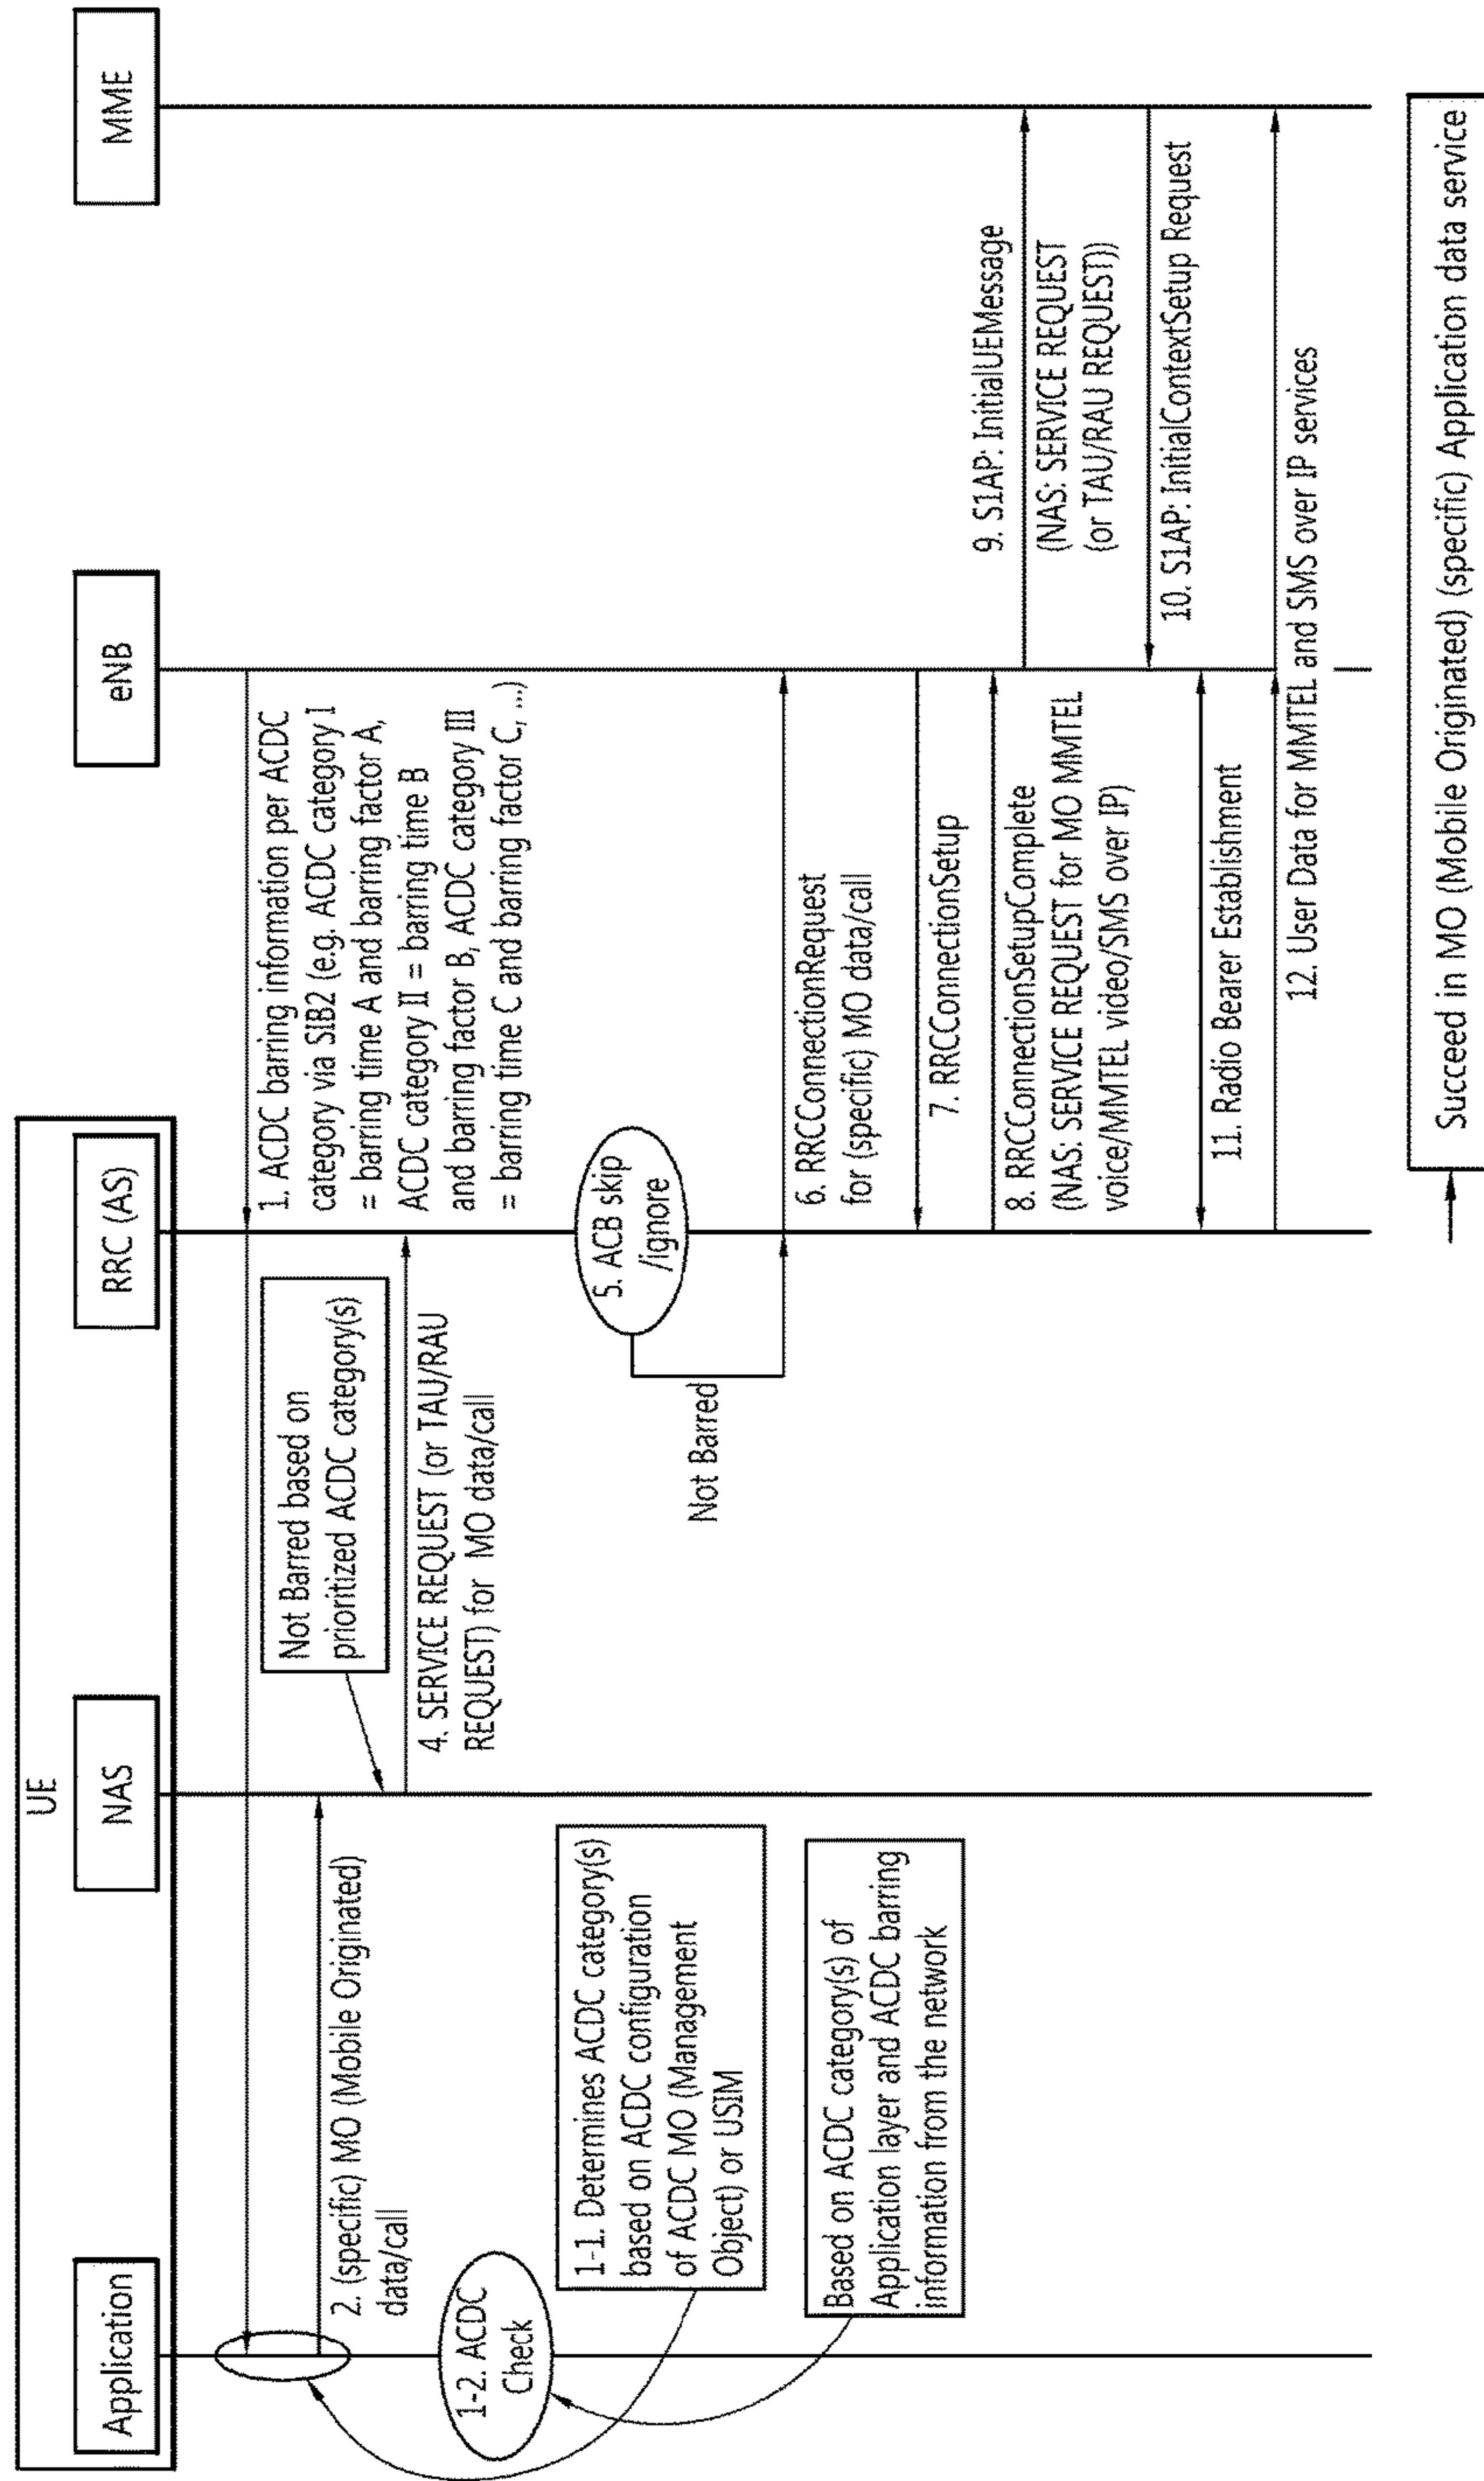 UE
Application
NAS
RRC (AS)
eNB
MME
1. ACDC barring information per ACDC
category via SIB2 (e.g. ACDC category I
= barring time A and barring factor A,
ACDC category II = barring time B
and barring factor B, ACDC category III
= barring time C and barring factor C, ...)
2. (specific) MO (Mobile Originated)
data/call
Not Barred based on
prioritized ACDC category(s)
4. SERVICE REQUEST (or TAU/RAU
REQUEST) for MO data/call
1-2. ACDC
Check
1-1. Determines ACDC category(s)
based on ACDC configuration
of ACDC MO (Management
Object) or USIM
Based on ACDC category(s) of
Application layer and ACDC barring
information from the network
5. ACB skip
/ignore
Not Barred
6. RRCConnectionRequest
for (specific) MO data/call
7. RRCConnectionSetup
8. RRCConnectionSetupComplete
(NAS: SERVICE REQUEST for MO MMTEL
voice/MMTEL video/SMS over IP)
9. S1AP: InitialUEMessage
(NAS: SERVICE REQUEST
(or TAU/RAU REQUEST))
10. S1AP: InitialContextSetup Request
11. Radio Bearer Establishment
12. User Data for MMTEL and SMS over IP services
Succeed in MO (Mobile Originated) (specific) Application data service